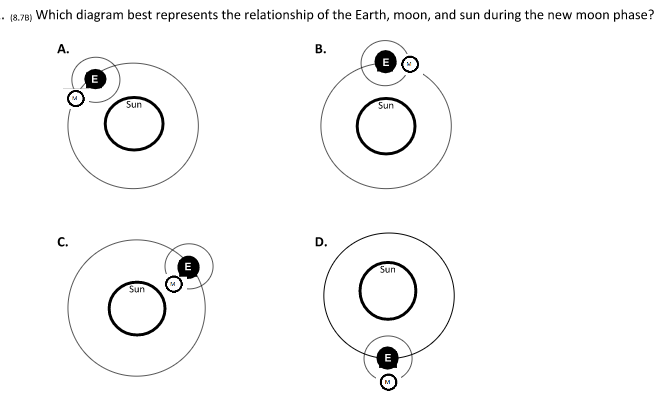 . (8.7B) Which diagram best represents the relationship of the Earth, moon, and sun during the new moon phase?
A.
B.
E
E
M
M
Sun
Sun
C.
D.
E
Sun
M
Sun
E
M